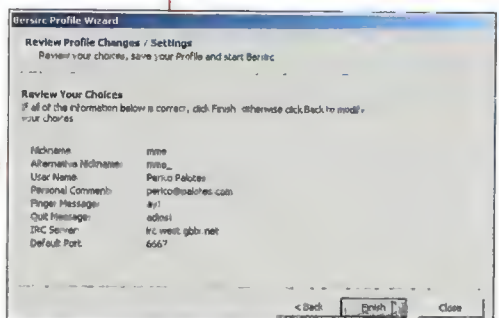 Bersirc Profile Wizard
Review Profile Changes / Settings
Review your choices, save your Profile and start Bersirc
Review Your Choices
If all of the information below is correct, click Finish otherwise click Back to modify
your choices
Nickname: mme
Alternative Nickname: mme_
User Name: Perico Palotes
Personal Comment: perico@palotes.com
Finger Message: ay!
Quit Message: adios!
IRC Server:
Default Port: 6667
< Back Finish Close